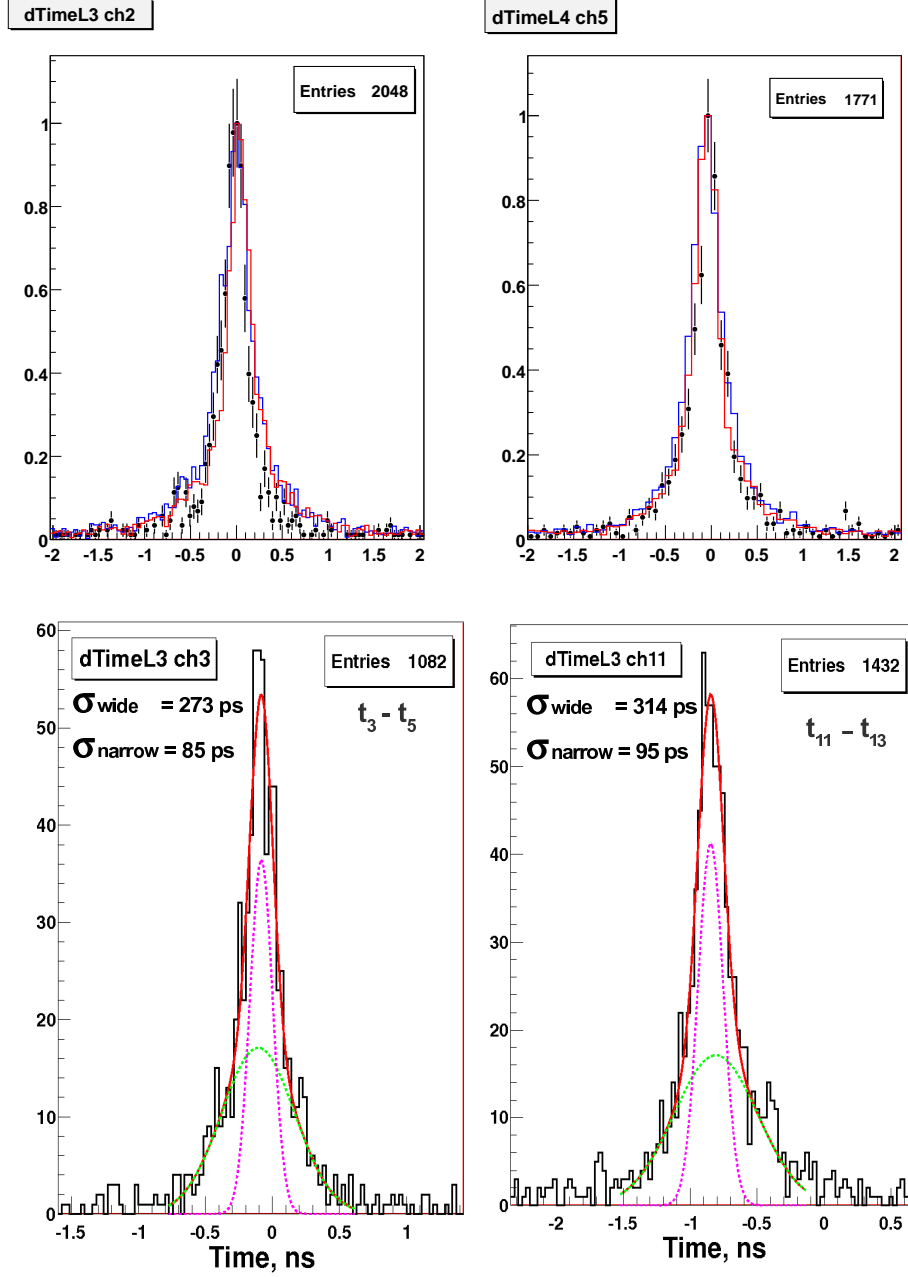 dTimeL3 ch2
Entries 2048
1
0.8
0.6
0.4
0.2
0
-2 -1.5 -1 -0.5 0 0.5 1 1.5 2
dTimeL4 ch5
Entries 1771
1
0.8
0.6
0.4
0.2
0
-2 -1.5 -1 -0.5 0 0.5 1 1.5 2
dTimeL3 ch3
Entries 1082
σ wide = 273 ps
σ narrow = 85 ps
t3 - t5
60
50
40
30
20
10
0
-1.5 -1 -0.5 0 0.5 1
Time, ns
dTimeL3 ch11
Entries 1432
σ wide = 314 ps
σ narrow = 95 ps
t11 - t13
60
50
40
30
20
10
0
-2 -1.5 -1 -0.5 0 0.5
Time, ns